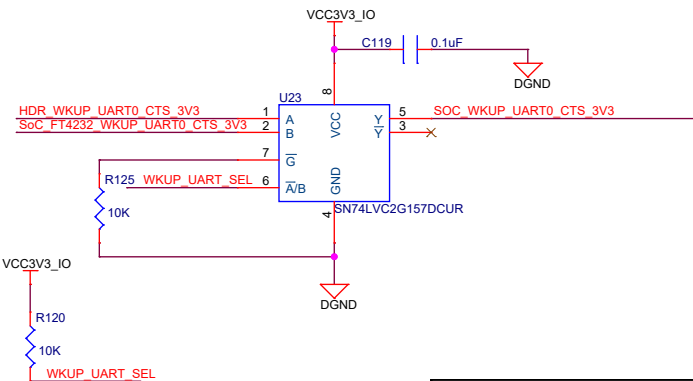 VCC3V3_IO
C119 0.1uF
DGND
U23
8
VCC
HDR_WKUP_UART0_CTS_3V3 1 A Y 5 SOC_WKUP_UART0_CTS_3V3
SoC_FT4232_WKUP_UART0_CTS_3V3 2 B Y̅ 3
7 G̅
R125 WKUP_UART_SEL 6 A̅/B
GND
10K
4
SN74LVC2G157DCUR
VCC3V3_IO
DGND
R120
10K
WKUP_UART_SEL